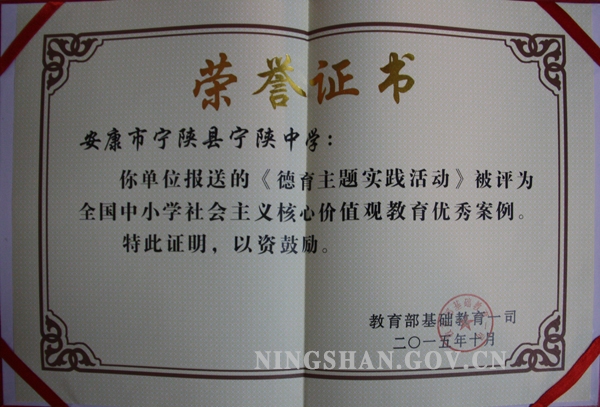 荣誉证书
安康市宁陕县宁陕中学：
你单位报送的《德育主题实践活动》被评为
全国中小学社会主义核心价值观教育优秀案例。
特此证明，以资鼓励。
教育部基础教育一司
二〇一五年十月
NINGSHAN.GOV.CN